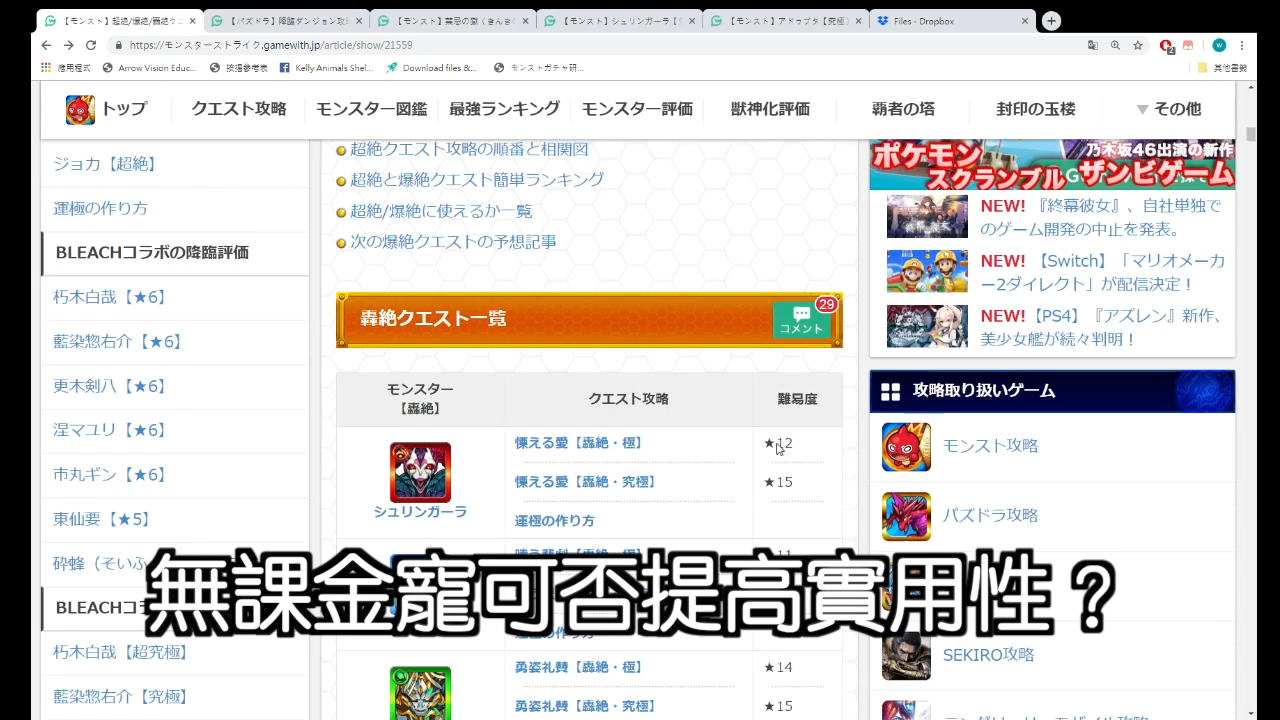 【モンスト】超絶/爆絶/轟絶クエ
【パズドラ】降臨ダンジョン攻略
【モンスト】禁忌の獄
【モンスト】シュリンガーラ【
【モンスト】アドゥブタ【究極】
Files - Dropbox
https://モンスターストライク.gamewith.jp/article/show/21559
應用程式
Arrow Vision Educ...
Kelly Animals Shel...
Download files &...
モンストガチャ研...
其他書籤
トップ
クエスト攻略
モンスター図鑑
最強ランキング
モンスター評価
獣神化評価
覇者の塔
封印の玉楼
その他
ジョカ【超絶】
運極の作り方
BLEACHコラボの降臨評価
朽木白哉【★6】
藍染惣右介【★6】
更木剣八【★6】
涅マユリ【★6】
市丸ギン【★6】
東仙要【★5】
砕蜂（そいふ
BLEACHコ
朽木白哉【超究極】
藍染惣右介【究極】
超絶クエスト攻略の順番と相関図
超絶と爆絶クエスト簡単ランキング
超絶/爆絶に使えるか一覧
次の爆絶クエストの予想記事
轟絶クエスト一覧
29
コメント
モンスター
【轟絶】
クエスト攻略
難易度
シュリンガーラ
慄える愛【轟絶・極】
★12
慄える愛【轟絶・究極】
★15
運極の作り方
勇姿礼賛【轟絶・極】
★14
勇姿礼賛【轟絶・究極】
★15
ポケモン
スクランブル
乃木坂46出演の新作
ザンビゲーム
NEW! 『終幕彼女』、自社単独で
のゲーム開発の中止を発表。
NEW! 【Switch】「マリオメーカ
ー2ダイレクト」が配信決定！
NEW! 【PS4】『アズレン』新作、
美少女艦が続々判明！
攻略取り扱いゲーム
モンスト攻略
パズドラ攻略
SEKIRO攻略
無課金寵可否提高實用性？